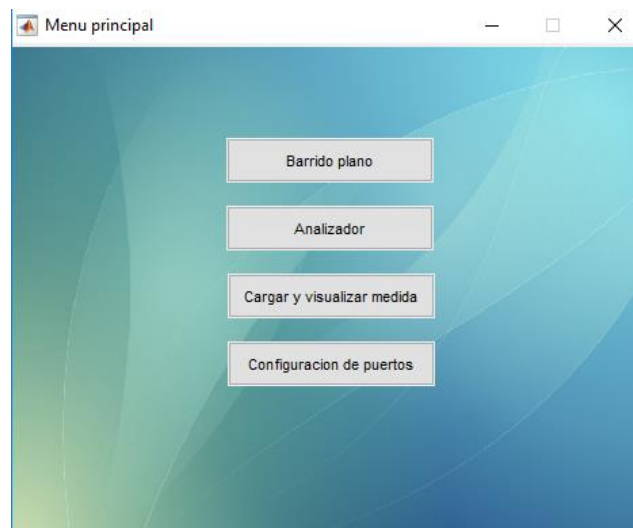 Menu principal
Barrido plano
Analizador
Cargar y visualizar medida
Configuracion de puertos